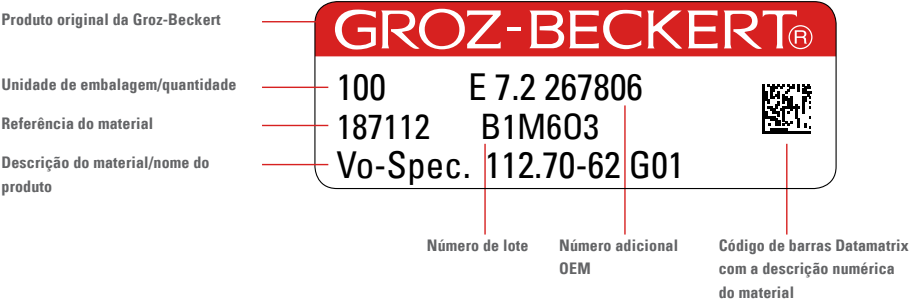 Produto original da Groz-Beckert
GROZ-BECKERT®
Unidade de embalagem/quantidade
100 E 7.2 267806
Referência do material
187112 B1M6O3
Descrição do material/nome do
produto
Vo-Spec. 112.70-62 G01
Número de lote
Número adicional
OEM
Código de barras Datamatrix
com a descrição numérica
do material